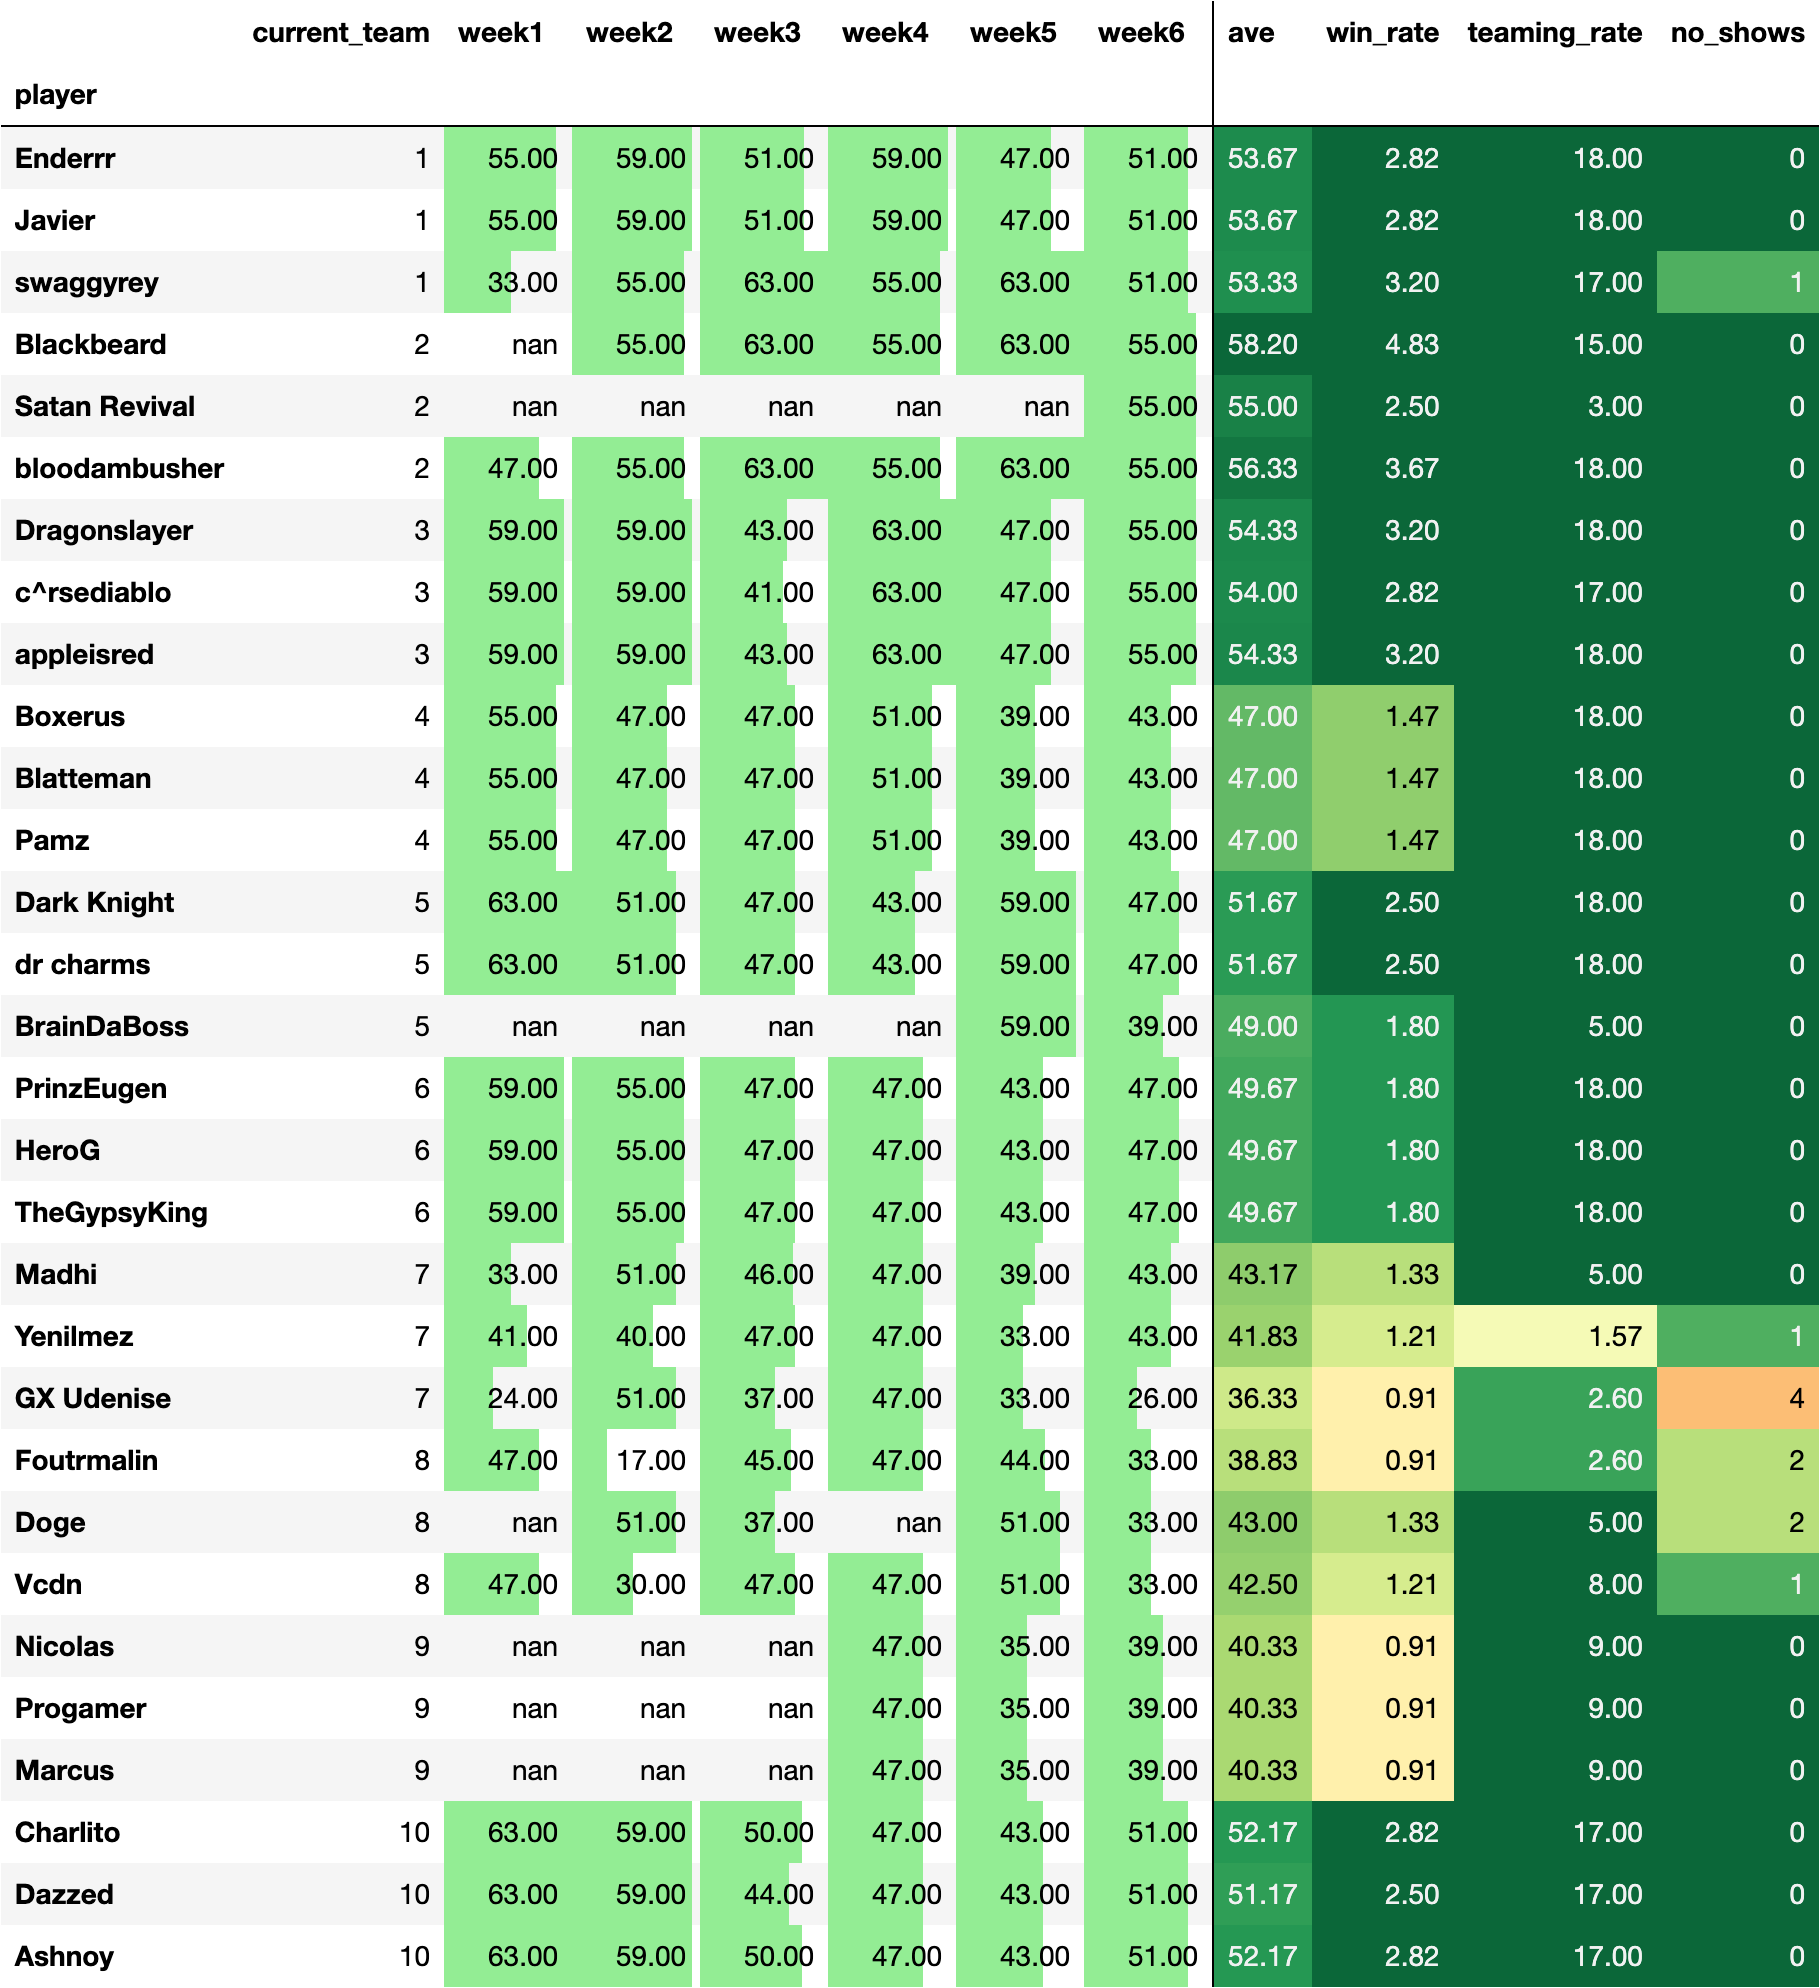 current_team week1 week2 week3 week4 week5 week6 ave win_rate teaming_rate no_shows
player
Enderrr 1 55.00 59.00 51.00 59.00 47.00 51.00 53.67 2.82 18.00 0
Javier 1 55.00 59.00 51.00 59.00 47.00 51.00 53.67 2.82 18.00 0
swaggyrey 1 33.00 55.00 63.00 55.00 63.00 51.00 53.33 3.20 17.00 1
Blackbeard 2 nan 55.00 63.00 55.00 63.00 55.00 58.20 4.83 15.00 0
Satan Revival 2 nan nan nan nan nan 55.00 55.00 2.50 3.00 0
bloodambusher 2 47.00 55.00 63.00 55.00 63.00 55.00 56.33 3.67 18.00 0
Dragonslayer 3 59.00 59.00 43.00 63.00 47.00 55.00 54.33 3.20 18.00 0
c^rsediablo 3 59.00 59.00 41.00 63.00 47.00 55.00 54.00 2.82 17.00 0
appleisred 3 59.00 59.00 43.00 63.00 47.00 55.00 54.33 3.20 18.00 0
Boxerus 4 55.00 47.00 47.00 51.00 39.00 43.00 47.00 1.47 18.00 0
Blatteman 4 55.00 47.00 47.00 51.00 39.00 43.00 47.00 1.47 18.00 0
Pamz 4 55.00 47.00 47.00 51.00 39.00 43.00 47.00 1.47 18.00 0
Dark Knight 5 63.00 51.00 47.00 43.00 59.00 47.00 51.67 2.50 18.00 0
dr charms 5 63.00 51.00 47.00 43.00 59.00 47.00 51.67 2.50 18.00 0
BrainDaBoss 5 nan nan nan nan 59.00 39.00 49.00 1.80 5.00 0
PrinzEugen 6 59.00 55.00 47.00 47.00 43.00 47.00 49.67 1.80 18.00 0
HeroG 6 59.00 55.00 47.00 47.00 43.00 47.00 49.67 1.80 18.00 0
TheGypsyKing 6 59.00 55.00 47.00 47.00 43.00 47.00 49.67 1.80 18.00 0
Madhi 7 33.00 51.00 46.00 47.00 39.00 43.00 43.17 1.33 5.00 0
Yenilmez 7 41.00 40.00 47.00 47.00 33.00 43.00 41.83 1.21 1.57 1
GX Udenise 7 24.00 51.00 37.00 47.00 33.00 26.00 36.33 0.91 2.60 4
Foutrmalin 8 47.00 17.00 45.00 47.00 44.00 33.00 38.83 0.91 2.60 2
Doge 8 nan 51.00 37.00 nan 51.00 33.00 43.00 1.33 5.00 2
Vcdn 8 47.00 30.00 47.00 47.00 51.00 33.00 42.50 1.21 8.00 1
Nicolas 9 nan nan nan 47.00 35.00 39.00 40.33 0.91 9.00 0
Progamer 9 nan nan nan 47.00 35.00 39.00 40.33 0.91 9.00 0
Marcus 9 nan nan nan 47.00 35.00 39.00 40.33 0.91 9.00 0
Charlito 10 63.00 59.00 50.00 47.00 43.00 51.00 52.17 2.82 17.00 0
Dazzed 10 63.00 59.00 44.00 47.00 43.00 51.00 51.17 2.50 17.00 0
Ashnoy 10 63.00 59.00 50.00 47.00 43.00 51.00 52.17 2.82 17.00 0